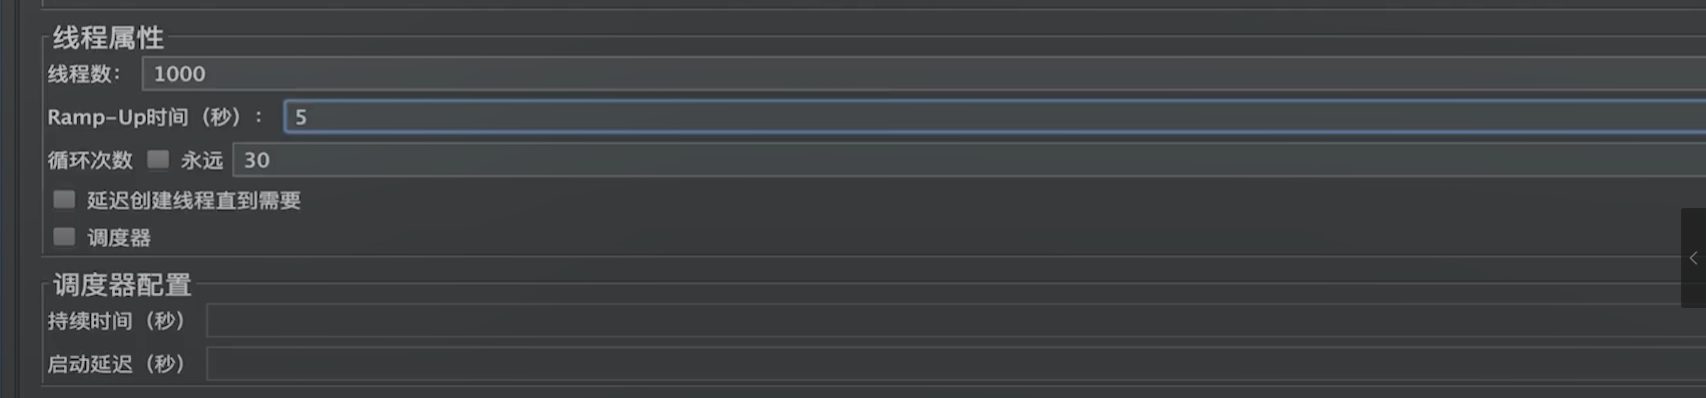 线程属性
线程数： 1000
Ramp-Up时间（秒）： 5
循环次数 永远 30
延迟创建线程直到需要
调度器
调度器配置
持续时间（秒）
启动延迟（秒）